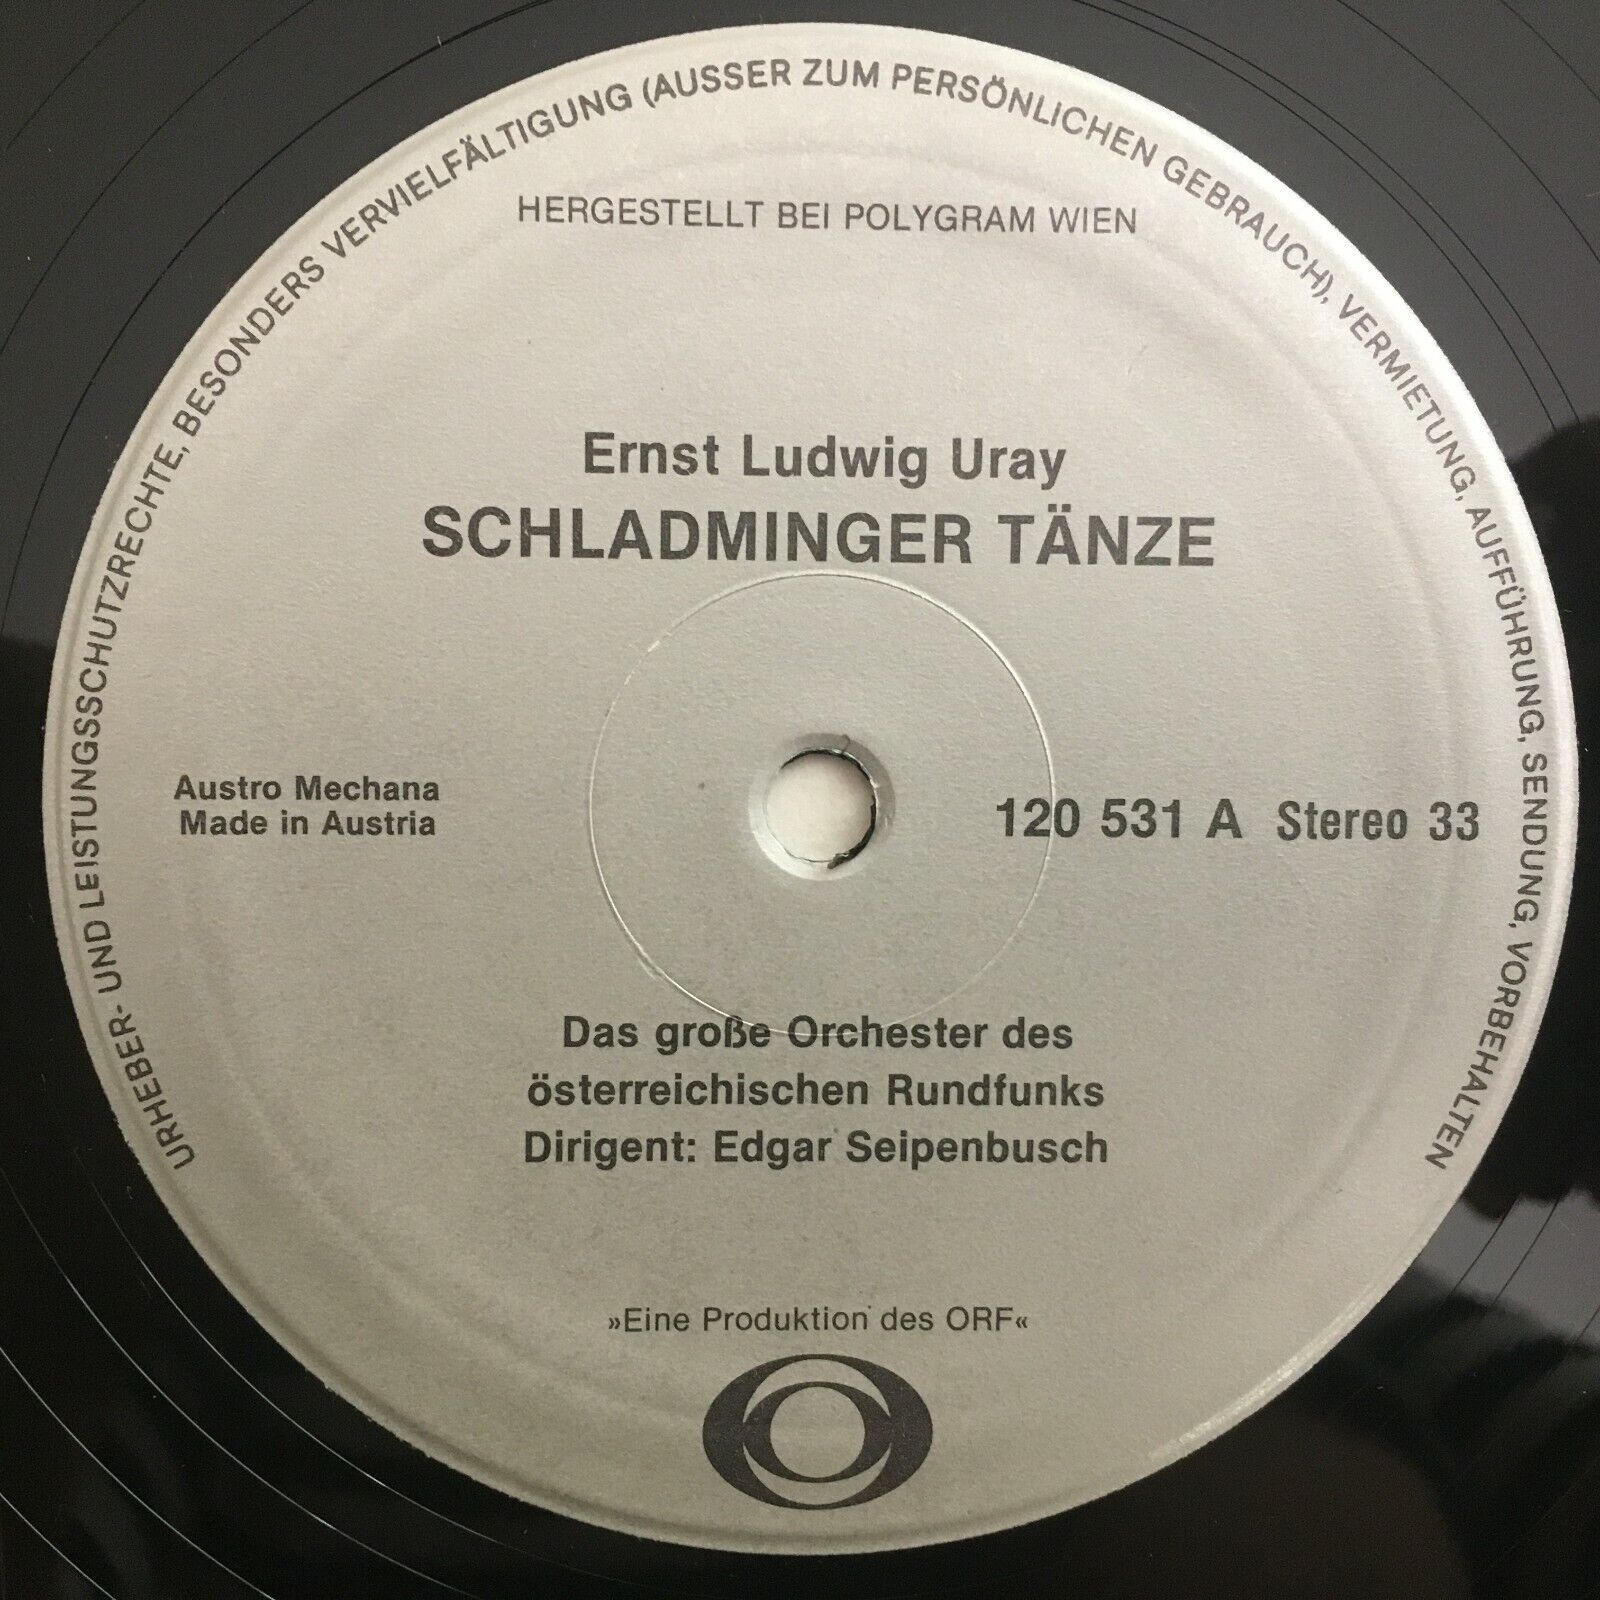 URHEBER- UND LEISTUNGSSCHUTZRECHTE, BESONDERS VERVIELFÄLTIGUNG (AUSSER ZUM PERSÖNLICHEN GEBRAUCH), VERMIETUNG, AUFFÜHRUNG, SENDUNG, VORBEHALTEN
HERGESTELLT BEI POLYGRAM WIEN
Ernst Ludwig Uray
SCHLADMINGER TÄNZE
Austro Mechana
Made in Austria
120 531 A Stereo 33
Das große Orchester des
österreichischen Rundfunks
Dirigent: Edgar Seipenbusch
»Eine Produktion des ORF«